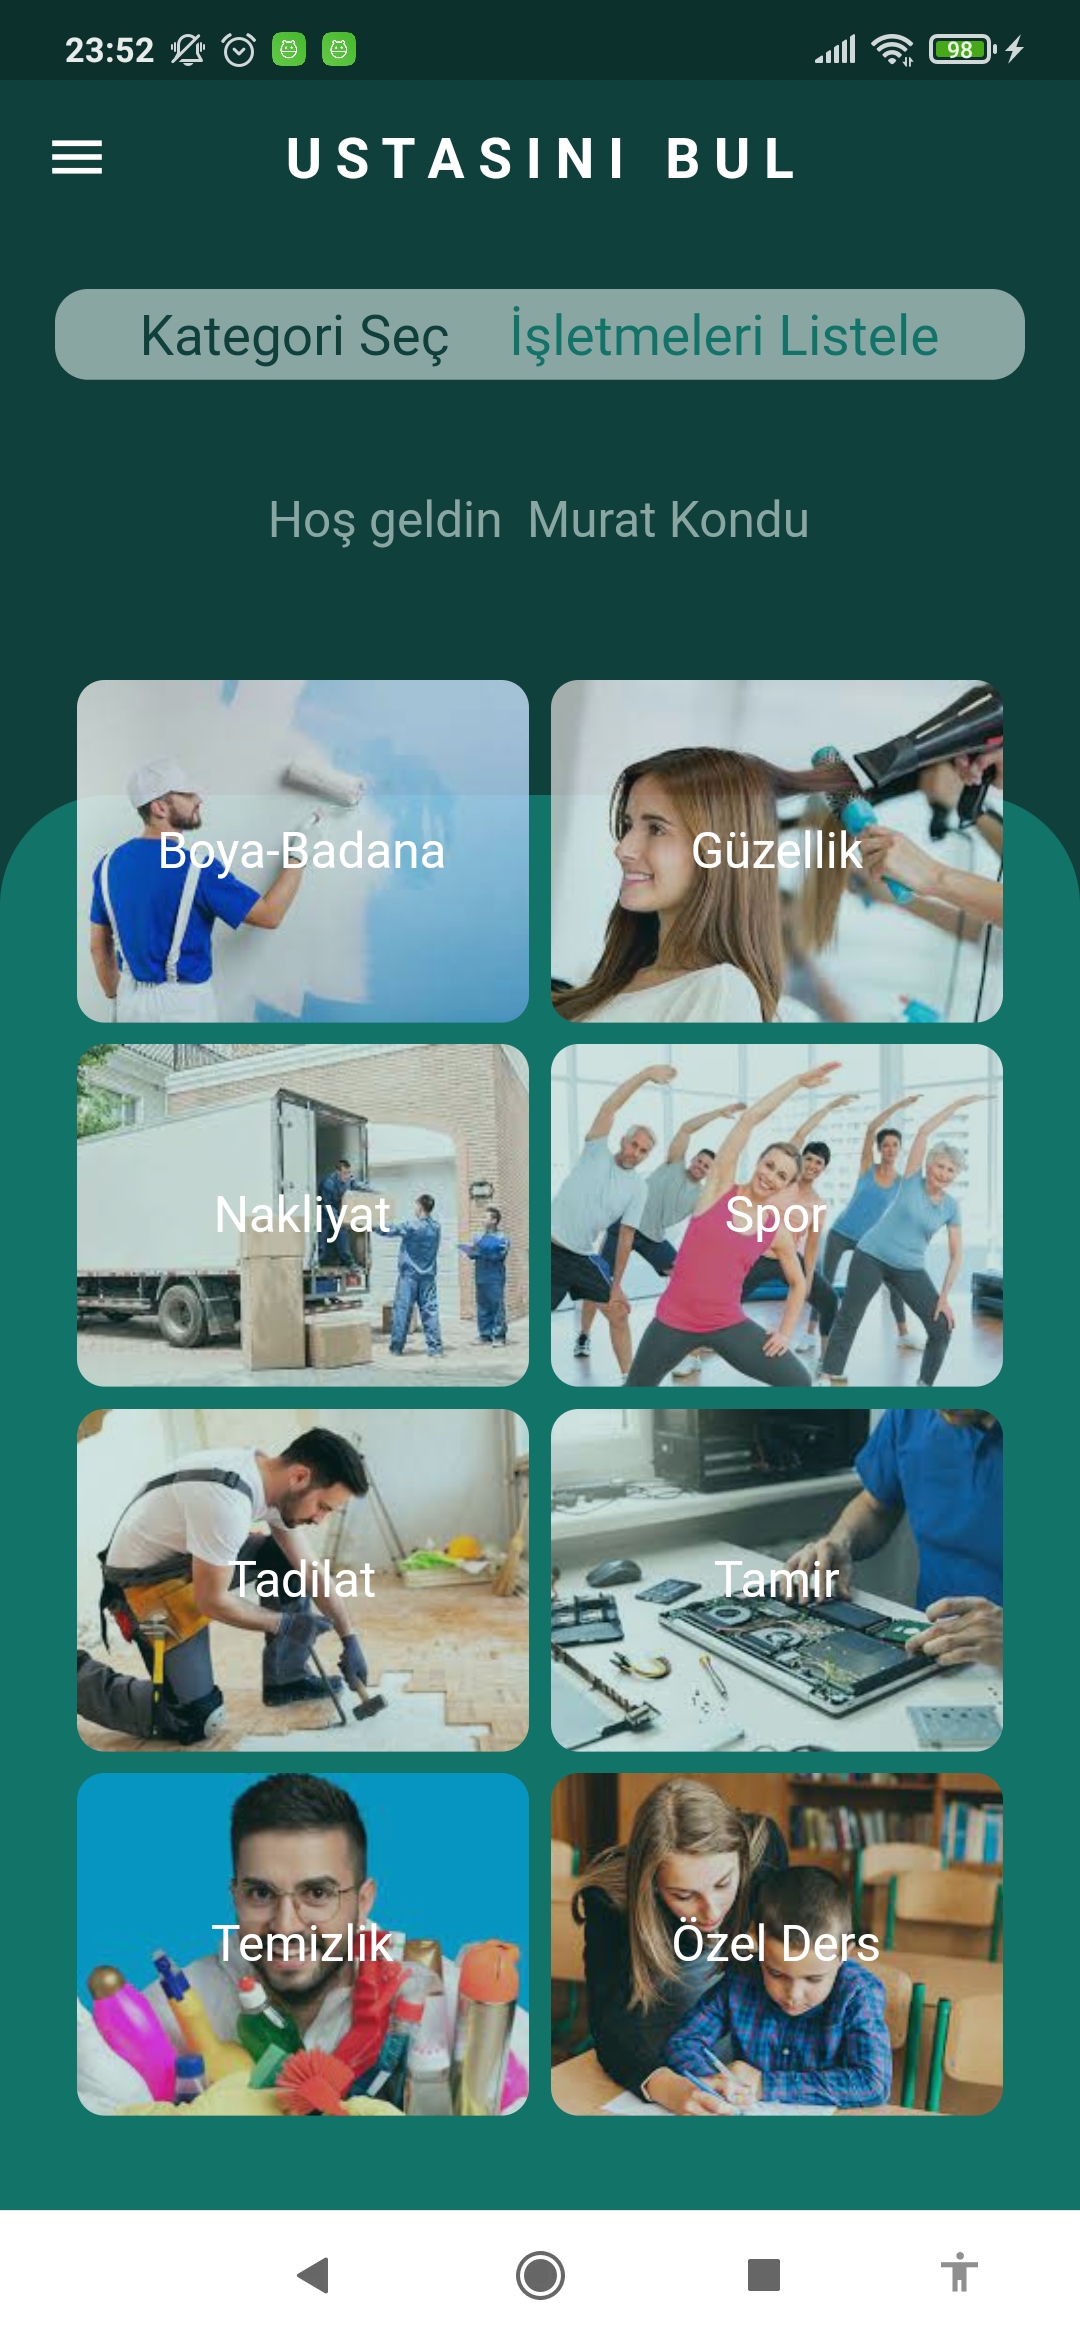 23:52
98
USTASINI BUL
Kategori Seç İşletmeleri Listele
Hoş geldin Murat Kondu
Boya-Badana
Güzellik
Nakliyat
Spor
Tadilat
Tamir
Temizlik
Özel Ders